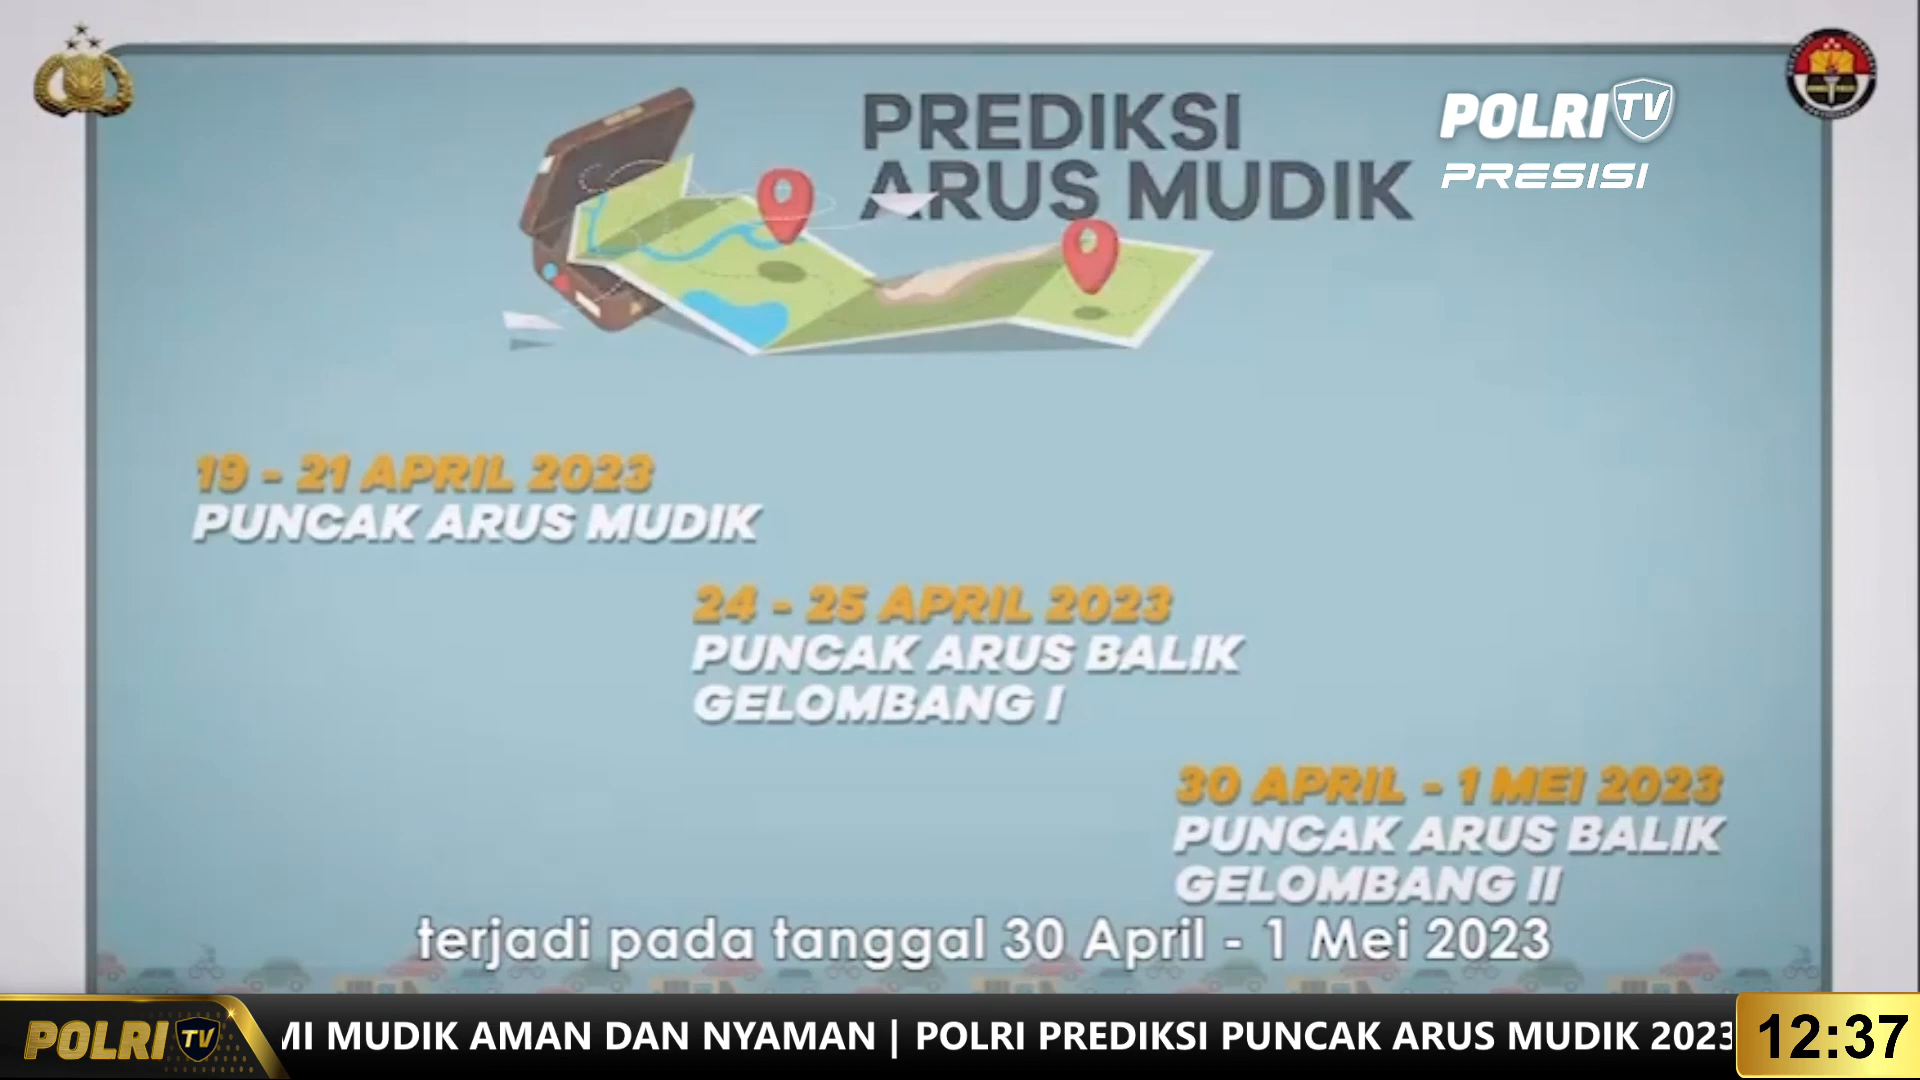 PREDIKSI
ARUS MUDIK
POLRI TV
PRESISI
19 - 21 APRIL 2023
PUNCAK ARUS MUDIK
24 - 25 APRIL 2023
PUNCAK ARUS BALIK
GELOMBANG I
30 APRIL - 1 MEI 2023
PUNCAK ARUS BALIK
GELOMBANG II
terjadi pada tanggal 30 April - 1 Mei 2023
POLRI TV
MI MUDIK AMAN DAN NYAMAN | POLRI PREDIKSI PUNCAK ARUS MUDIK 2023
12:37